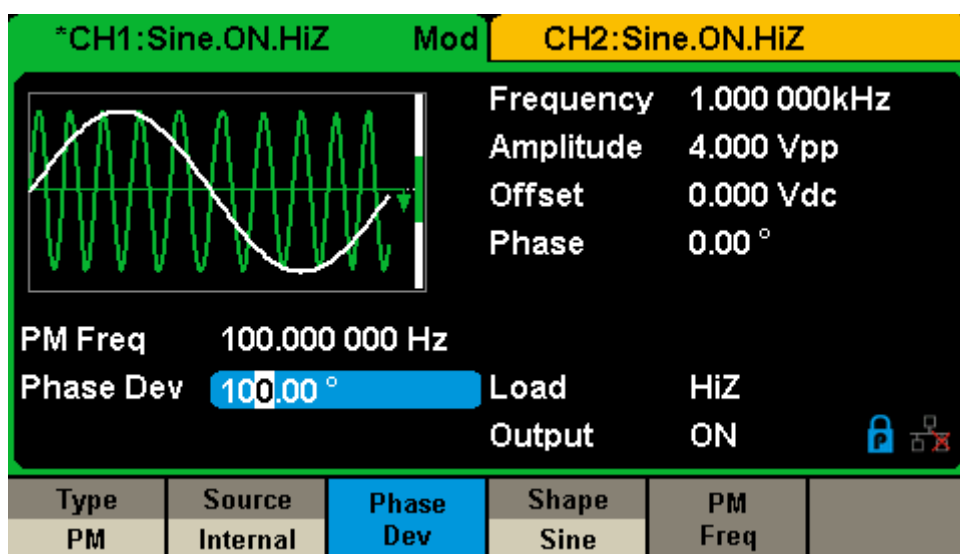 *CH1:Sine.ON.HiZ Mod CH2:Sine.ON.HiZ
Frequency 1.000 000kHz
Amplitude 4.000 Vpp
Offset 0.000 Vdc
Phase 0.00 °
PM Freq 100.000 000 Hz
Phase Dev 100.00 °
Load HiZ
Output ON
P
Type Source Phase Dev Shape PM Freq
PM Internal Sine